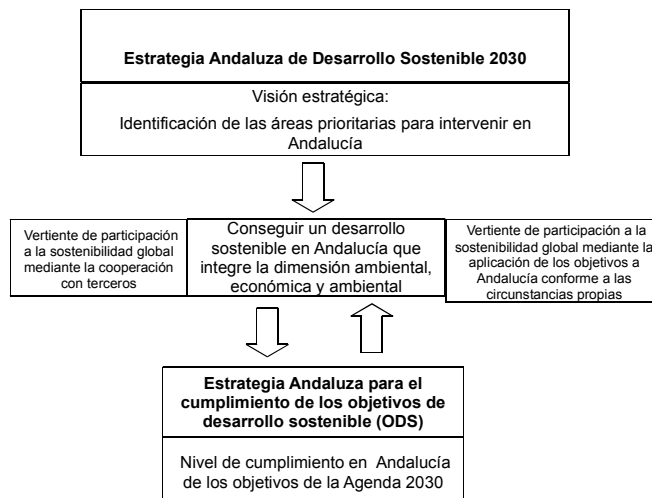 Estrategia Andaluza de Desarrollo Sostenible 2030
Visión estratégica:
Identificación de las áreas prioritarias para intervenir en
Andalucía
Vertiente de participación
a la sostenibilidad global
mediante la cooperación
con terceros
Conseguir un desarrollo
sostenible en Andalucía que
integre la dimensión ambiental,
económica y ambiental
Vertiente de participación a la
sostenibilidad global mediante la
aplicación de los objetivos a
Andalucía conforme a las
circunstancias propias
Estrategia Andaluza para el
cumplimiento de los objetivos de
desarrollo sostenible (ODS)
Nivel de cumplimiento en Andalucía
de los objetivos de la Agenda 2030